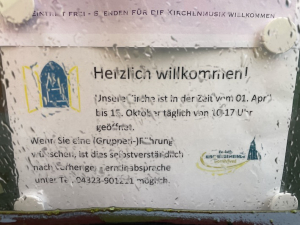 EINTRITT FREI - SPENDEN FÜR DIE KIRCHENMUSIK WILLKOMMEN
Herzlich willkommen!
Unsere Kirche ist in der Zeit vom 01. April
bis 15. Oktober täglich von 10-17 Uhr
geöffnet.
Wenn Sie eine (Gruppen-)führung
wünschen, ist dies selbstverständlich
nach vorheriger Terminabsprache
unter Tel. 04323-901211 möglich.